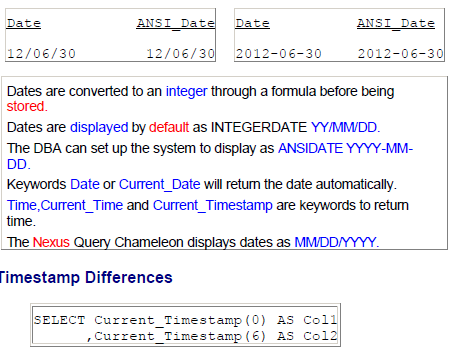 Date ANSI_Date Date ANSI_Date
12/06/30 12/06/30 2012-06-30 2012-06-30
Dates are converted to an integer through a formula before being
stored.
Dates are displayed by default as INTEGERDATE YY/MM/DD.
The DBA can set up the system to display as ANSIDATE YYYY-MM-
DD.
Keywords Date or Current_Date will return the date automatically.
Time,Current_Time and Current_Timestamp are keywords to return
time.
The Nexus Query Chameleon displays dates as MM/DD/YYYY.
Timestamp Differences
SELECT Current_Timestamp(0) AS Col1
,Current_Timestamp(6) AS Col2